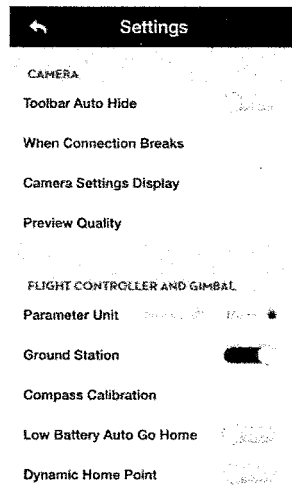 Settings
CAMERA
Toolbar Auto Hide
When Connection Breaks
Camera Settings Display
Preview Quality
FLIGHT CONTROLLER AND GIMBAL
Parameter Unit
Ground Station
Compass Calibration
Low Battery Auto Go Home
Dynamic Home Point